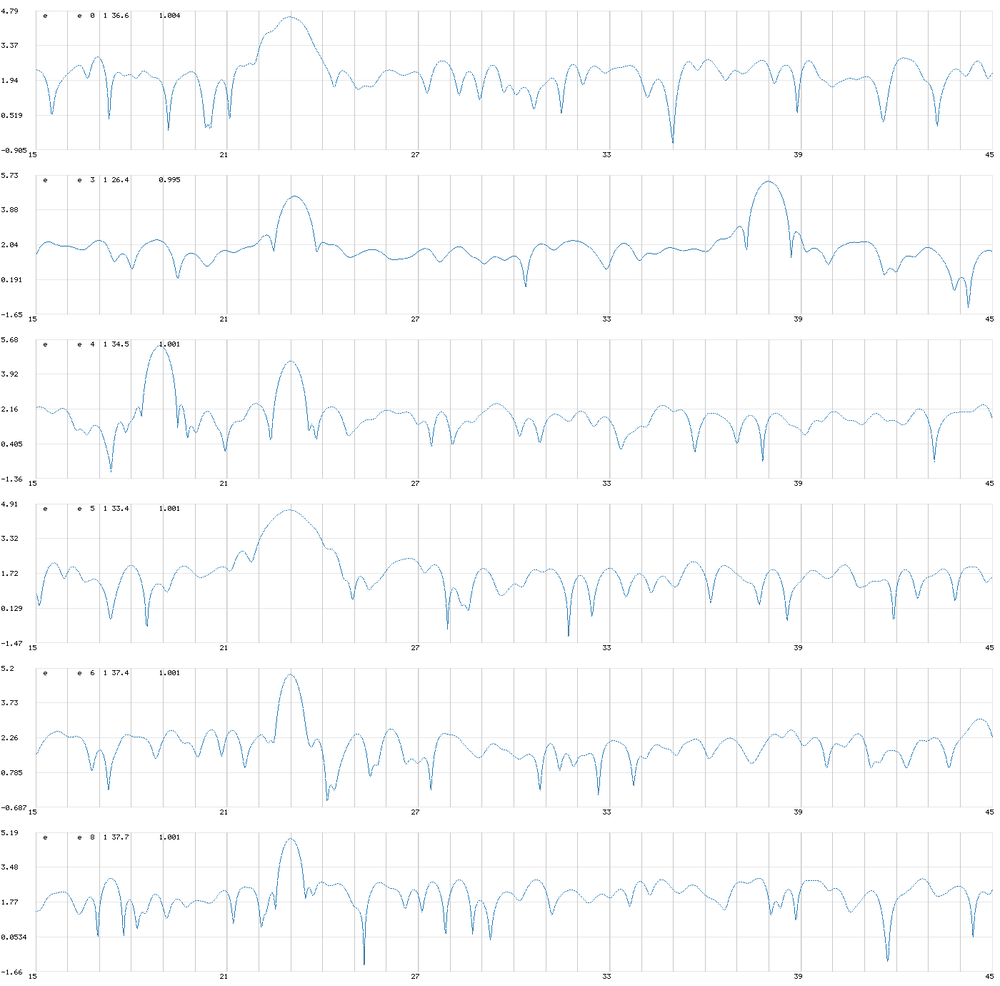 4.79
e e 0 1 36.6 1.004
3.37
1.94
0.519
-0.905
15 21 27 33 39 45
5.73
e e 3 1 26.4 0.995
3.88
2.04
0.191
-1.65
15 21 27 33 39 45
5.68
e e 4 1 34.5 1.001
3.92
2.16
0.405
-1.36
15 21 27 33 39 45
4.91
e e 5 1 33.4 1.001
3.32
1.72
0.129
-1.47
15 21 27 33 39 45
5.2
e e 6 1 37.4 1.001
3.73
2.26
0.785
-0.687
15 21 27 33 39 45
5.19
e e 8 1 37.7 1.001
3.48
1.77
0.0534
-1.66
15 21 27 33 39 45